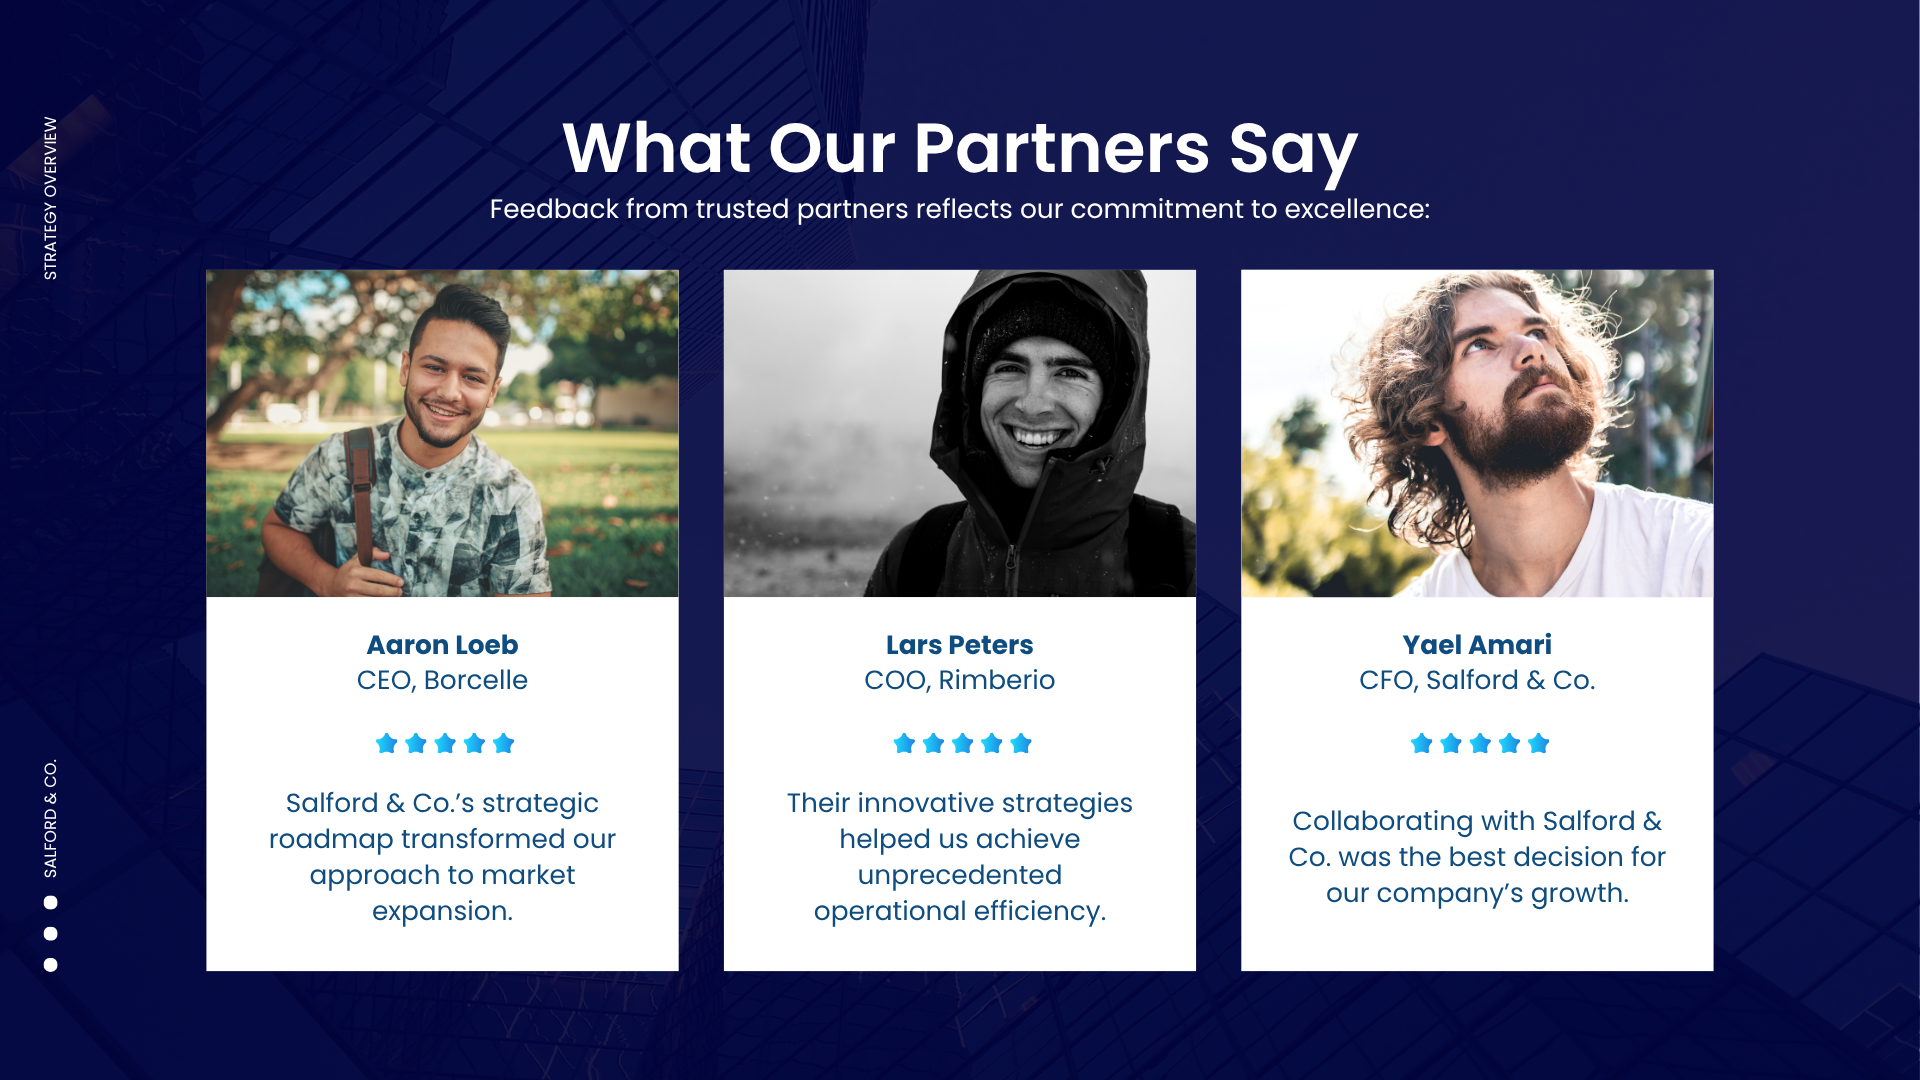 What Our Partners Say
Feedback from trusted partners reflects our commitment to excellence:
STRATEGY OVERVIEW
SALFORD & CO.
Aaron Loeb
CEO, Borcelle
Salford & Co.’s strategic
roadmap transformed our
approach to market
expansion.
Lars Peters
COO, Rimberio
Their innovative strategies
helped us achieve
unprecedented
operational efficiency.
Yael Amari
CFO, Salford & Co.
Collaborating with Salford &
Co. was the best decision for
our company’s growth.